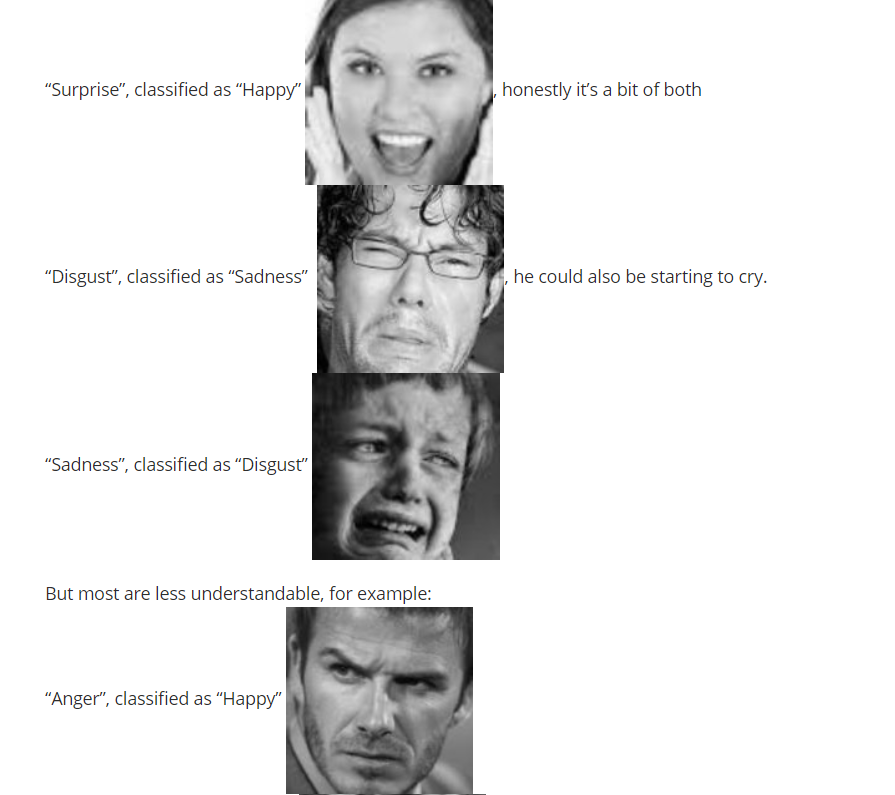 “Surprise”, classified as “Happy” , honestly it’s a bit of both
“Disgust”, classified as “Sadness” , he could also be starting to cry.
“Sadness”, classified as “Disgust”
But most are less understandable, for example:
“Anger”, classified as “Happy”